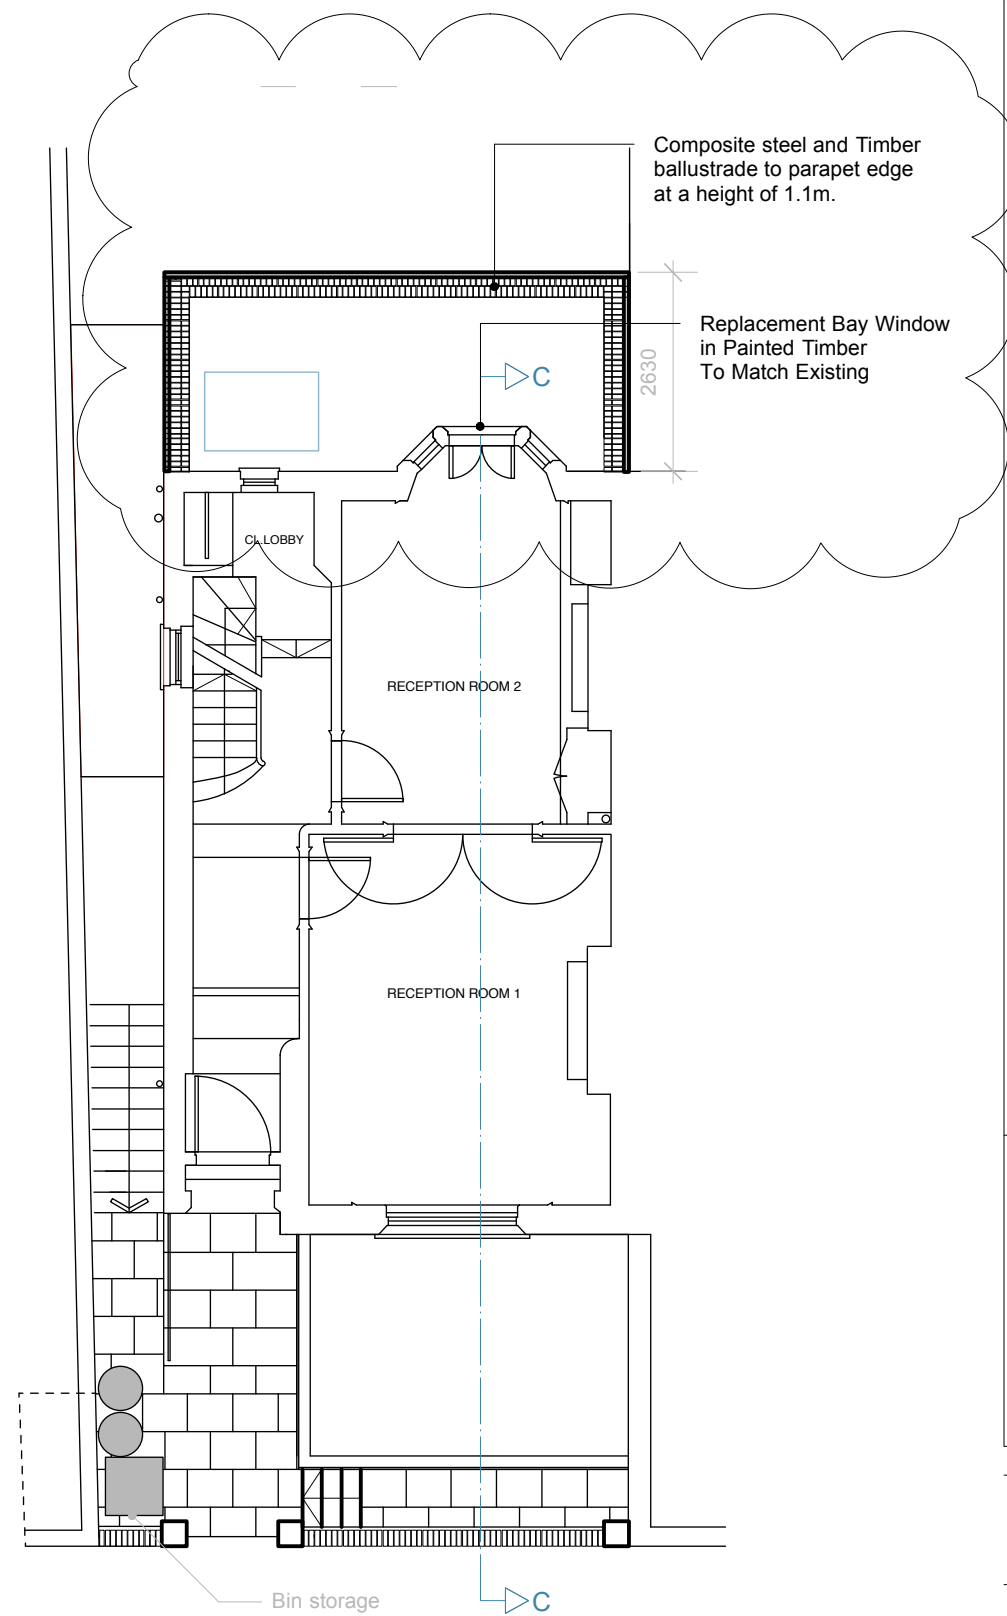 Composite steel and Timber
ballustrade to parapet edge
at a height of 1.1m.
Replacement Bay Window
in Painted Timber
To Match Existing
2630
C
CL.LOBBY
RECEPTION ROOM 2
RECEPTION ROOM 1
Bin storage
C